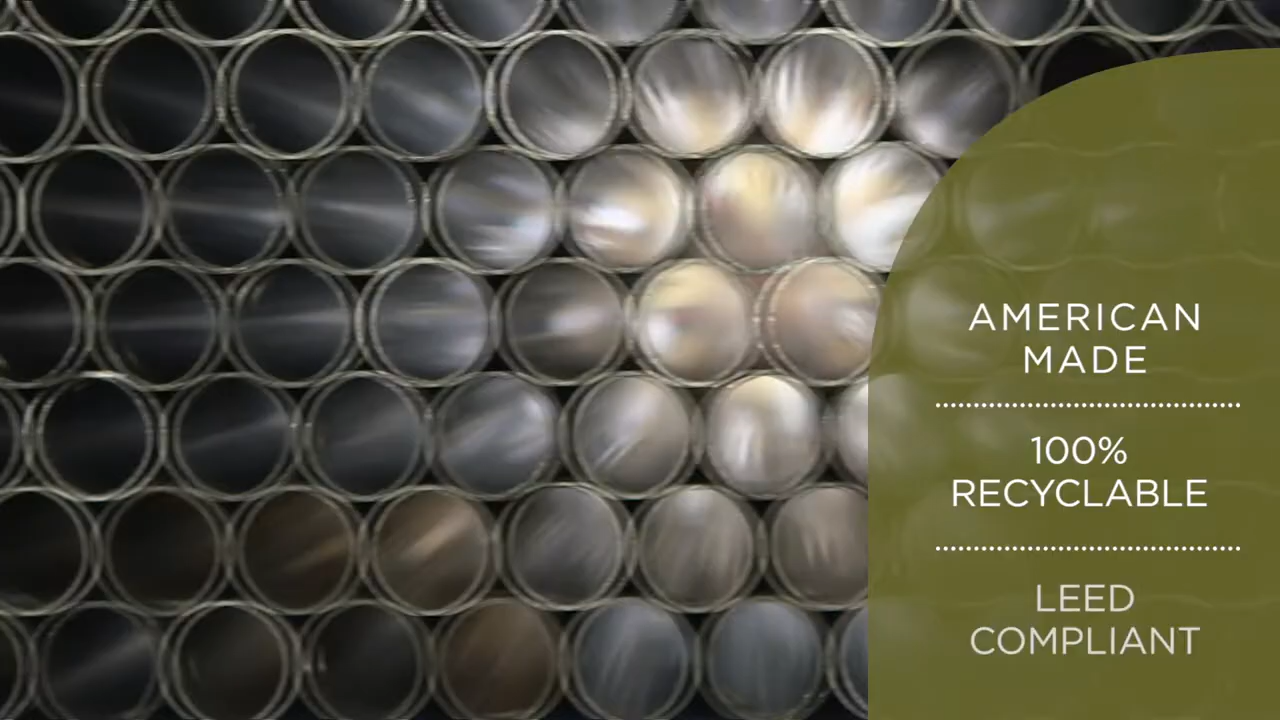 AMERICAN
MADE
100%
RECYCLABLE
LEED
COMPLIANT